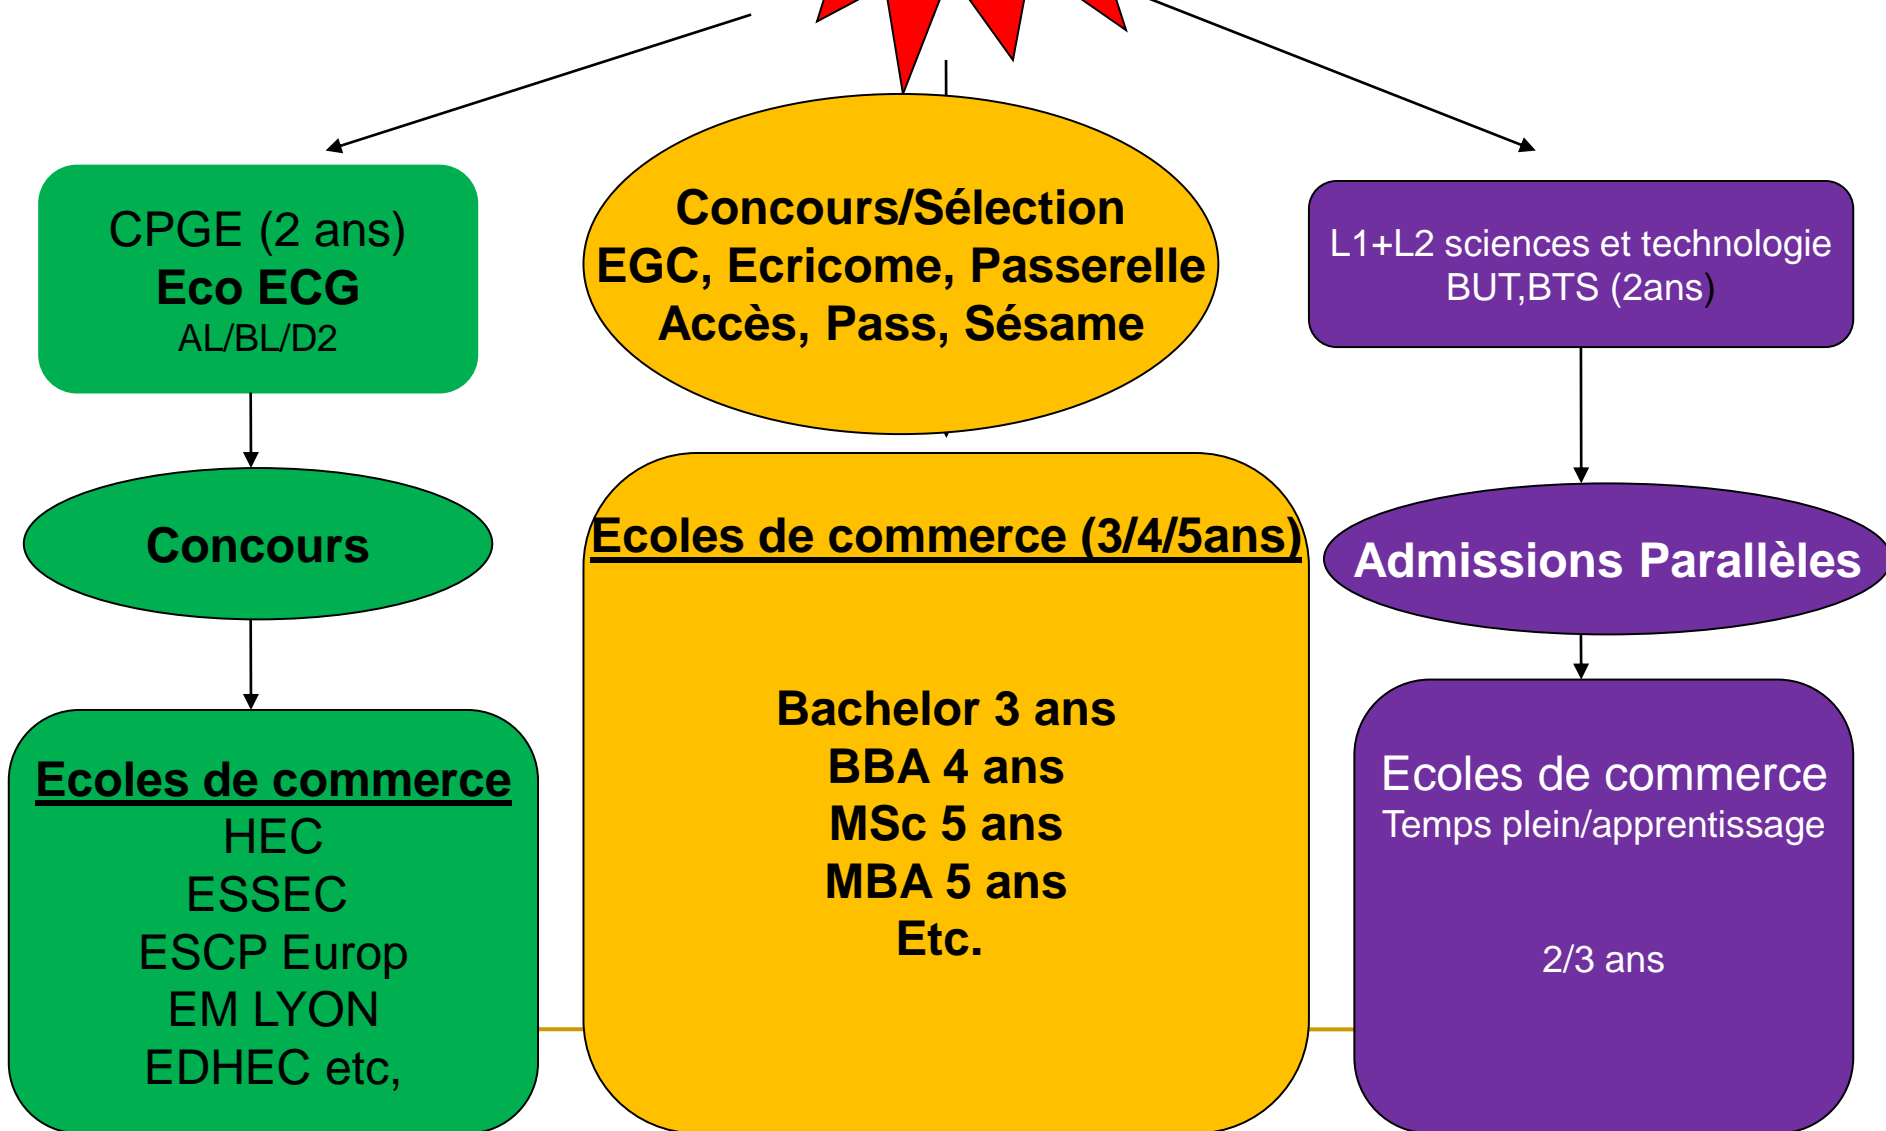 CPGE (2 ans)
Eco ECG
AL/BL/D2
Concours
Ecoles de commerce
HEC
ESSEC
ESCP Europ
EM LYON
EDHEC etc,
Concours/Sélection
EGC, Ecricome, Passerelle
Accès, Pass, Sésame
Ecoles de commerce (3/4/5ans)
Bachelor 3 ans
BBA 4 ans
MSc 5 ans
MBA 5 ans
Etc.
L1+L2 sciences et technologie
BUT,BTS (2ans)
Admissions Parallèles
Ecoles de commerce
Temps plein/apprentissage
2/3 ans